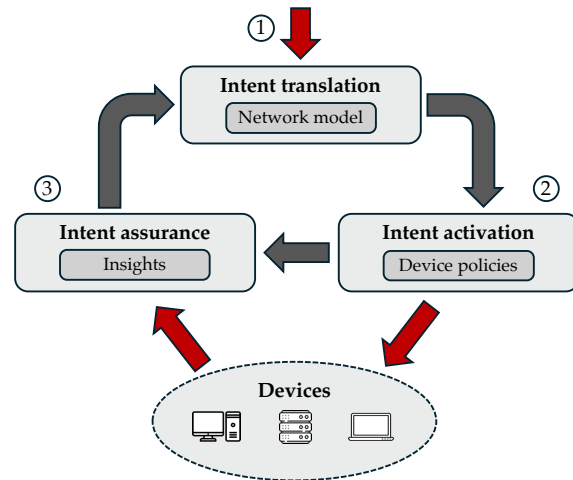 ①
Intent translation
Network model
③
②
Intent assurance
Insights
Intent activation
Device policies
Devices